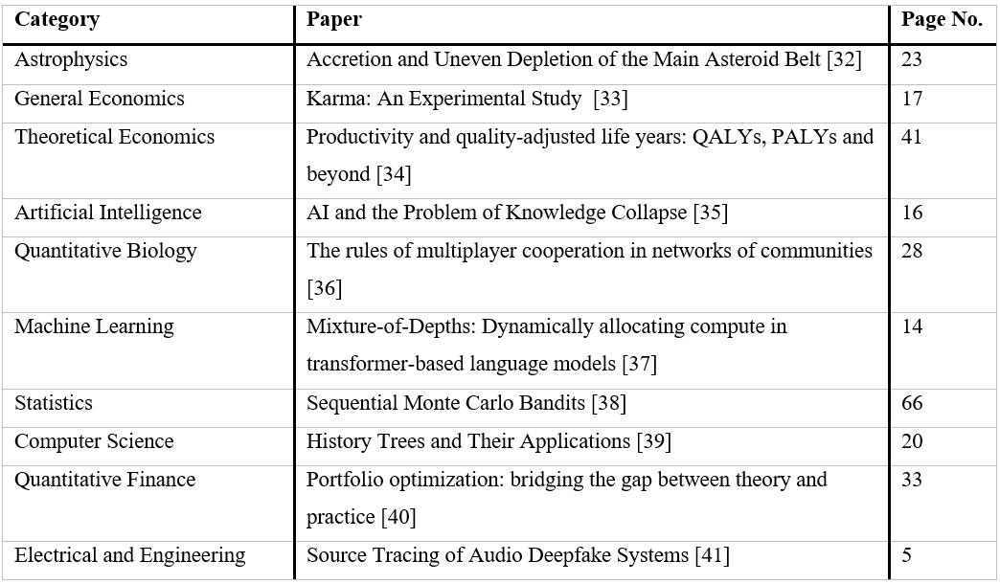 Category Paper Page No.
Astrophysics Accretion and Uneven Depletion of the Main Asteroid Belt [32] 23
General Economics Karma: An Experimental Study  [33] 17
Theoretical Economics Productivity and quality-adjusted life years: QALYs, PALYs and 41
beyond [34]
Artificial Intelligence AI and the Problem of Knowledge Collapse [35] 16
Quantitative Biology The rules of multiplayer cooperation in networks of communities 28
[36]
Machine Learning Mixture-of-Depths: Dynamically allocating compute in 14
transformer-based language models [37]
Statistics Sequential Monte Carlo Bandits [38] 66
Computer Science History Trees and Their Applications [39] 20
Quantitative Finance Portfolio optimization: bridging the gap between theory and 33
practice [40]
Electrical and Engineering Source Tracing of Audio Deepfake Systems [41] 5